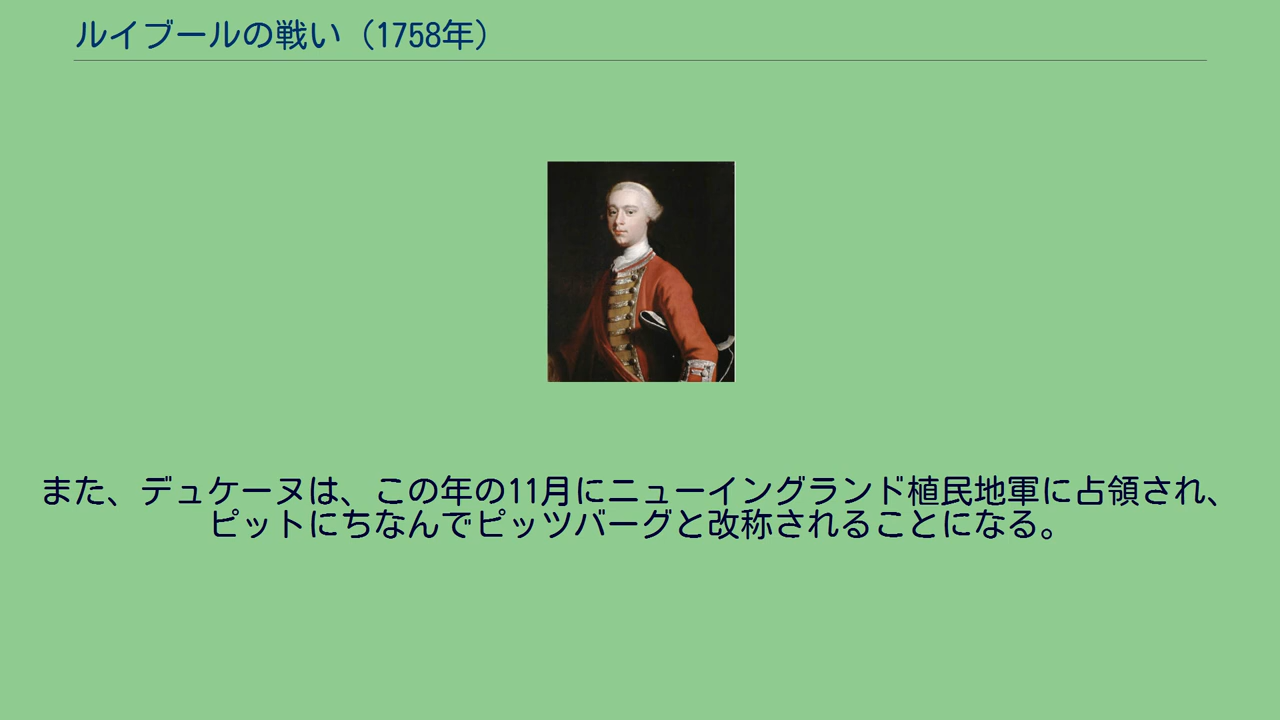 ルイブールの戦い（1758年）
また、デュケーヌは、この年の11月にニューイングランド植民地軍に占領され、
ピットにちなんでピッツバーグと改称されることになる。